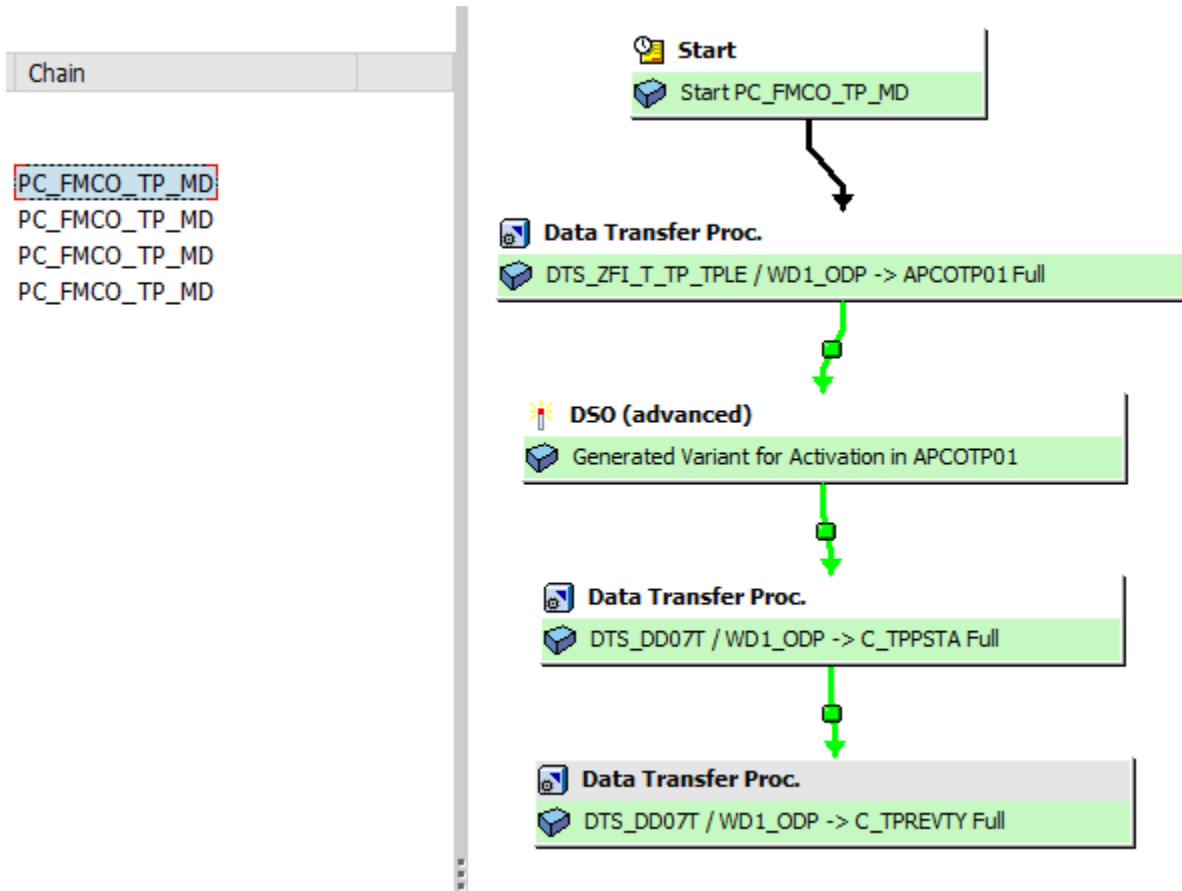 Chain
PC_FMCO_TP_MD
PC_FMCO_TP_MD
PC_FMCO_TP_MD
PC_FMCO_TP_MD
Start
Start PC_FMCO_TP_MD
Data Transfer Proc.
DTS_ZFI_T_TP_TPLE / WD1_ODP -> APCOTP01 Full
DSO (advanced)
Generated Variant for Activation in APCOTP01
Data Transfer Proc.
DTS_DD07T / WD1_ODP -> C_TPPSTA Full
Data Transfer Proc.
DTS_DD07T / WD1_ODP -> C_TPREVTY Full